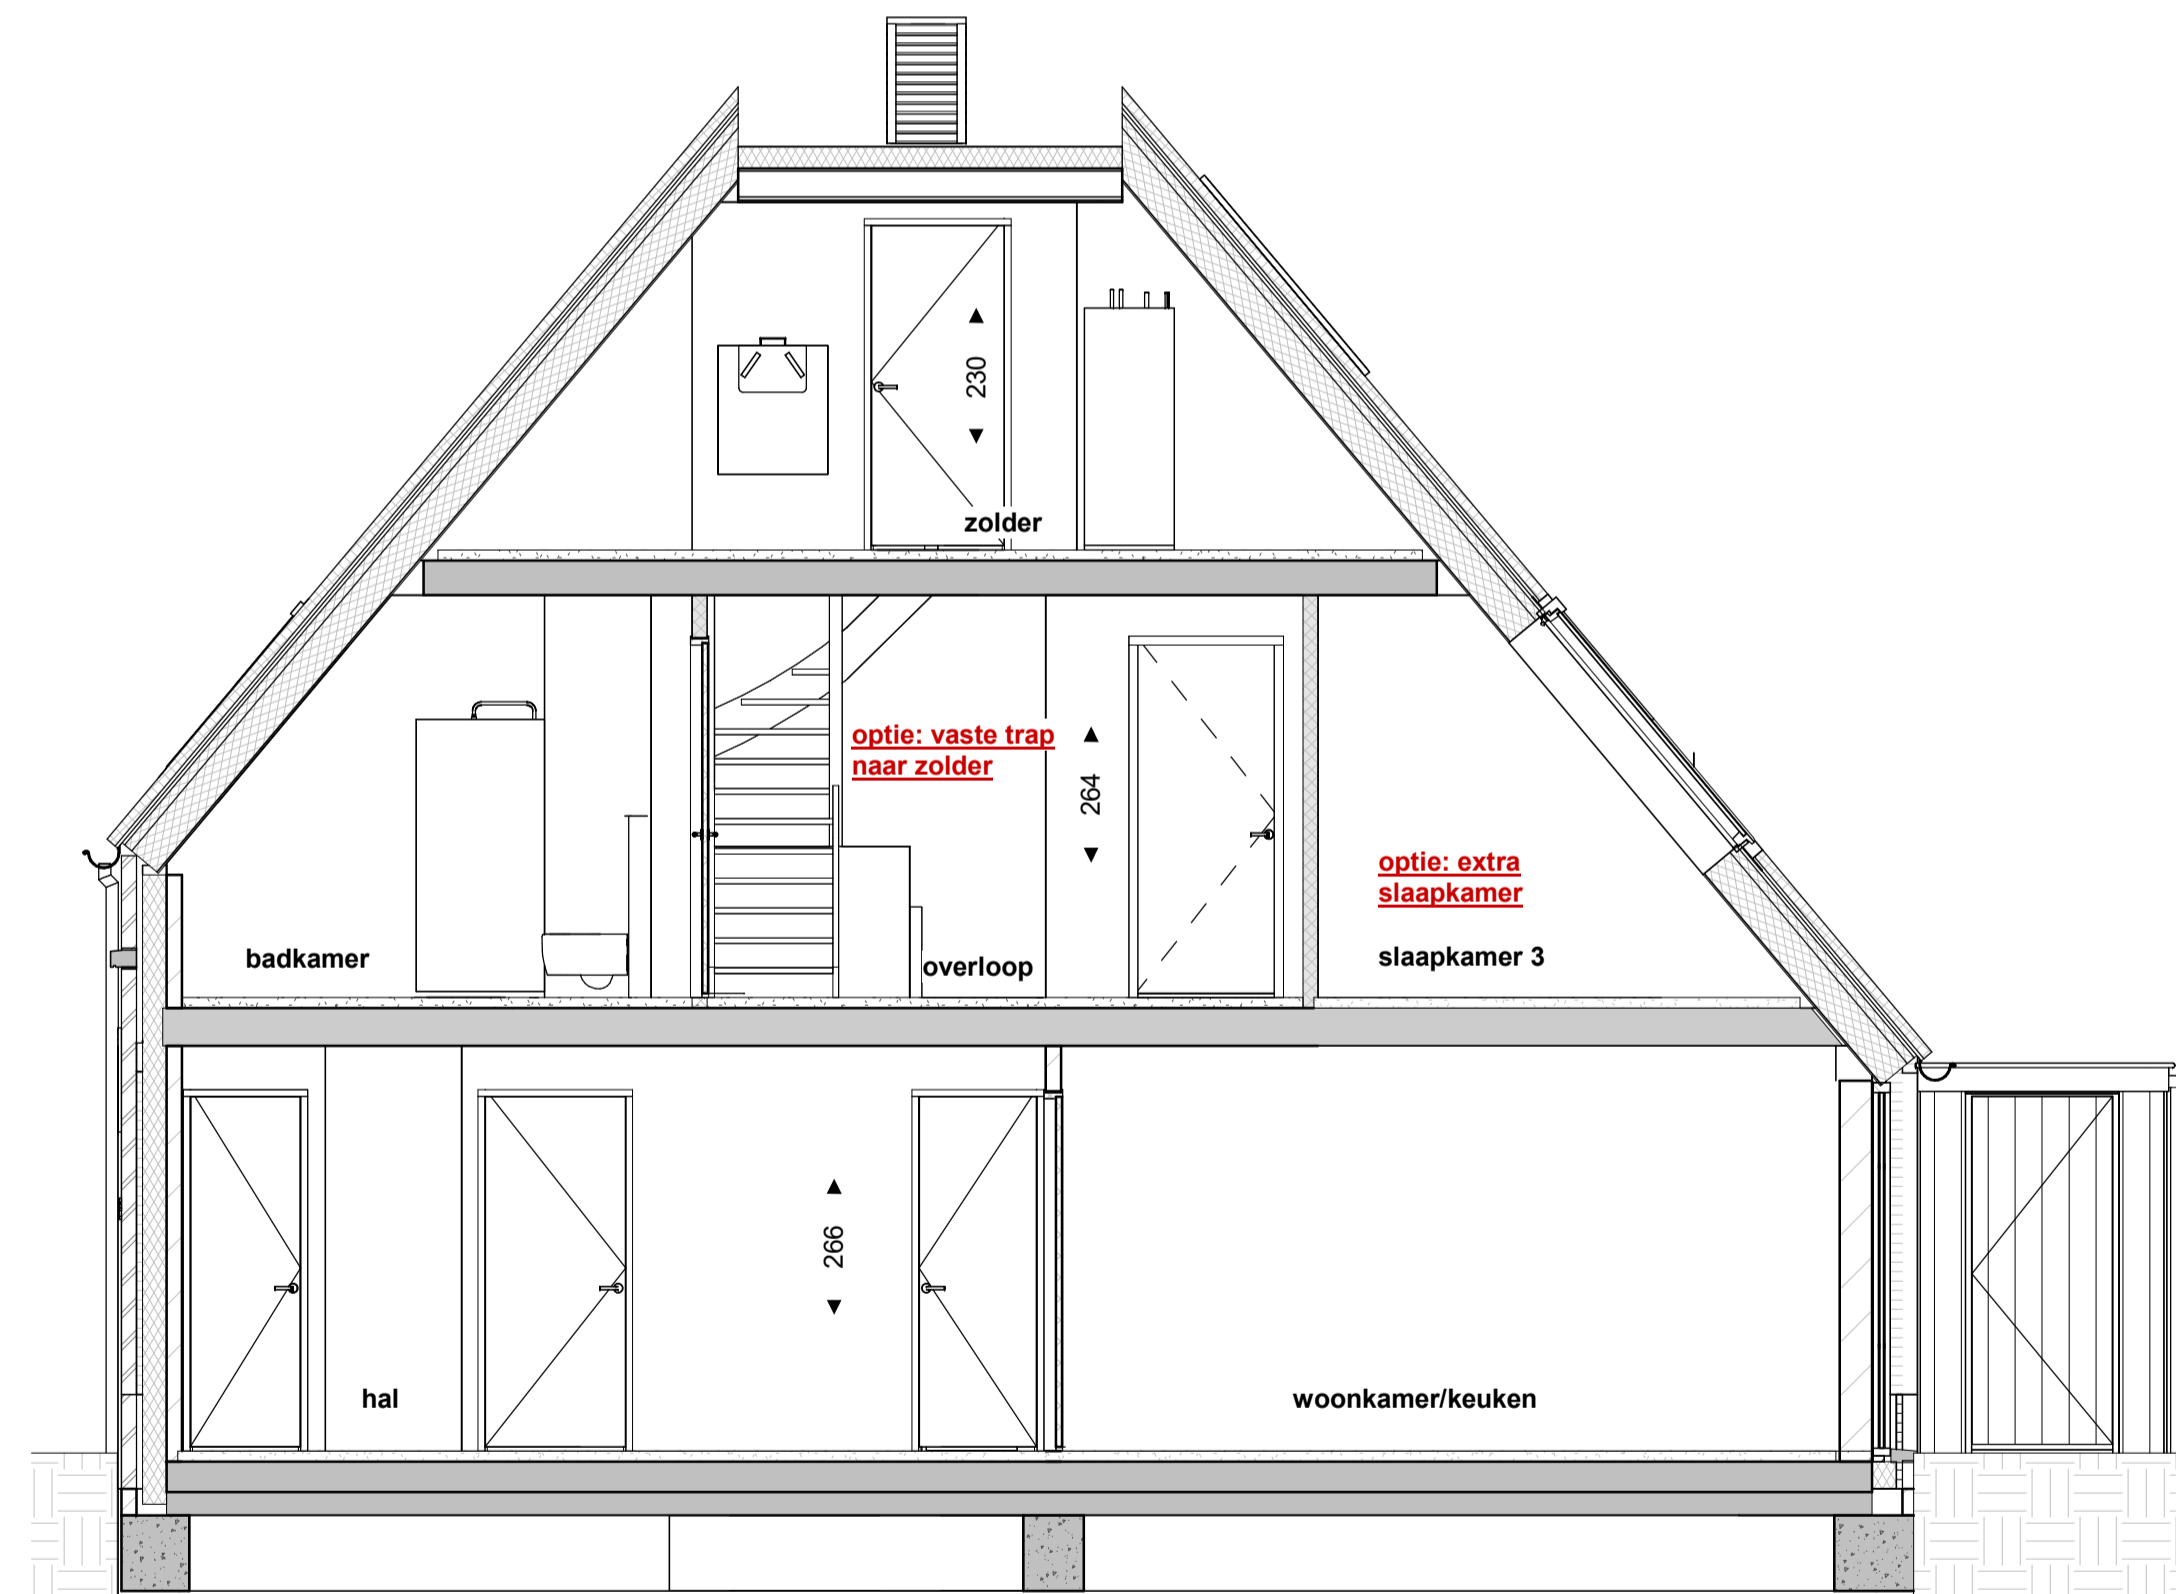 230
zolder
optie: vaste trap
naar zolder
264
optie: extra
slaapkamer
badkamer
overloop
slaapkamer 3
266
hal
woonkamer/keuken